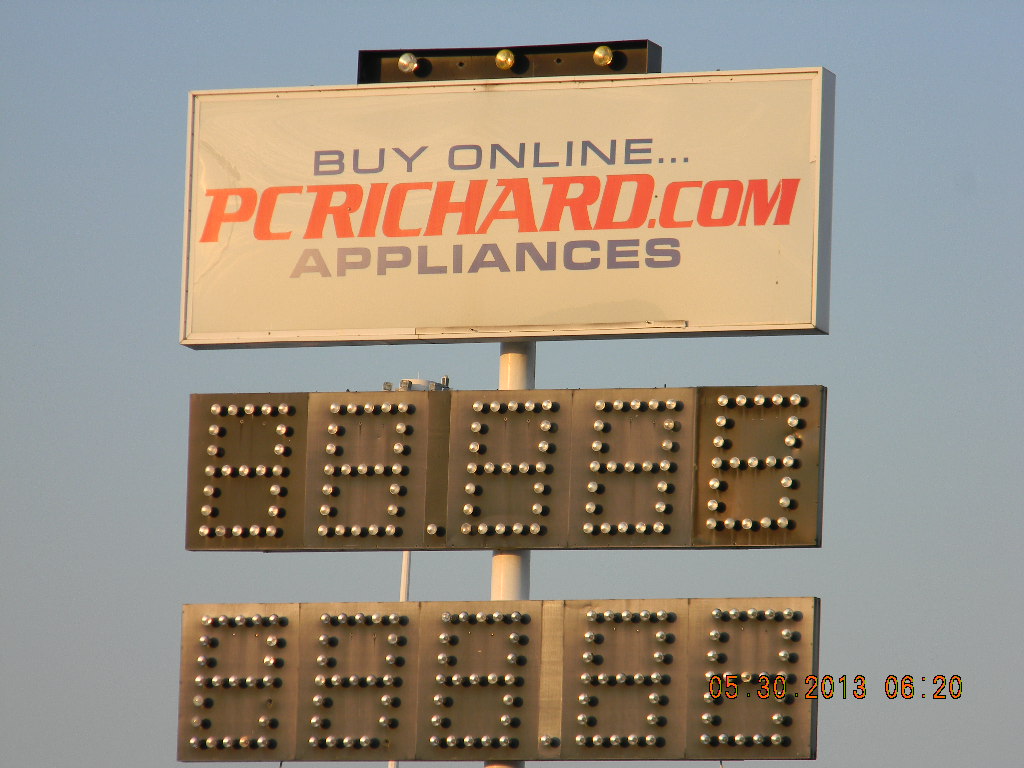 BUY ONLINE...
PCRICHARD.COM
APPLIANCES
05.30.2013 06:20